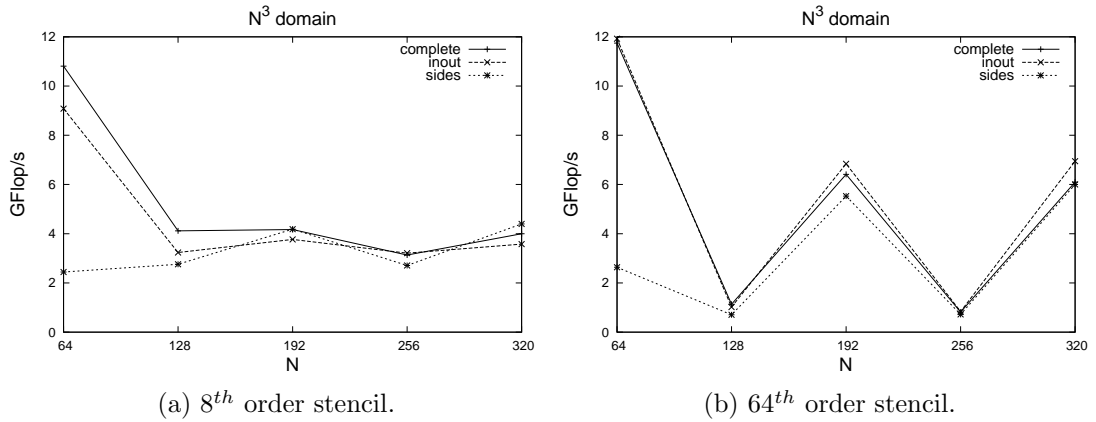 N³ domain
12
10
8
6
4
2
0
64
128
192
256
320
GFlop/s
N
complete
inout
sides
(a) 8ᵗʰ order stencil.
N³ domain
12
10
8
6
4
2
0
64
128
192
256
320
GFlop/s
N
complete
inout
sides
(b) 64ᵗʰ order stencil.